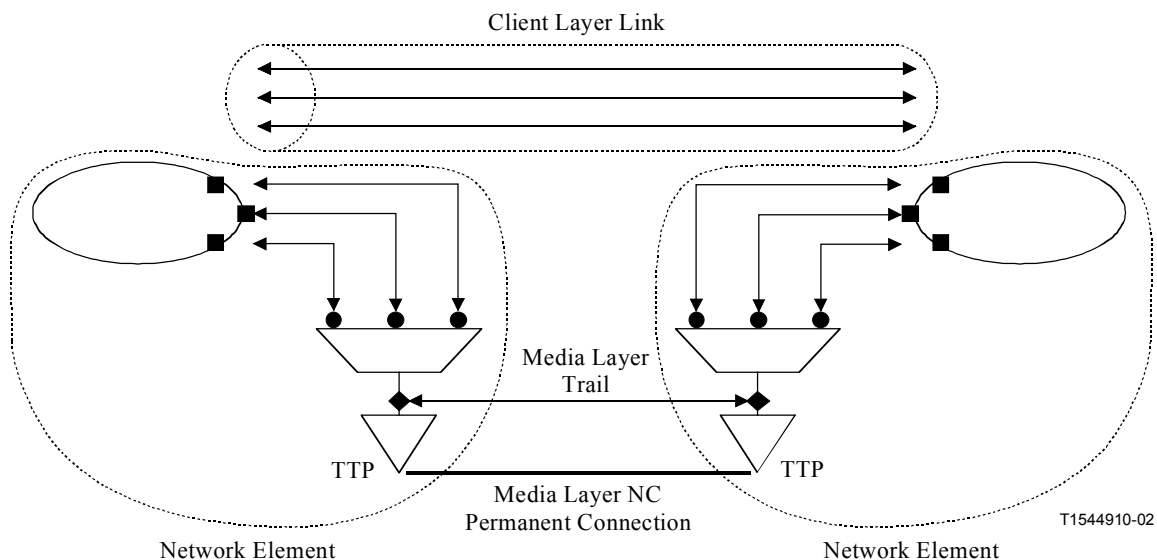 Client Layer Link
Media Layer
Trail
TTP
TTP
Media Layer NC
Permanent Connection
T1544910-02
Network Element
Network Element